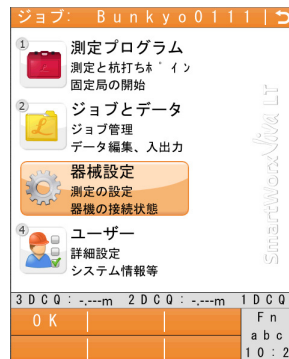 ジョブ: Bunkyo0111
1
測定プログラム
測定と杭打ちホ゜イン
固定局の開始
2
ジョブとデータ
ジョブ管理
データ編集、入出力
器械設定
測定の設定
器機の接続状態
4
ユーザー
詳細設定
システム情報等
SmartWorx Viva LT
3DCQ:-.---m 2DCQ:-.---m 1DCQ
OK
Fn
abc
10:2